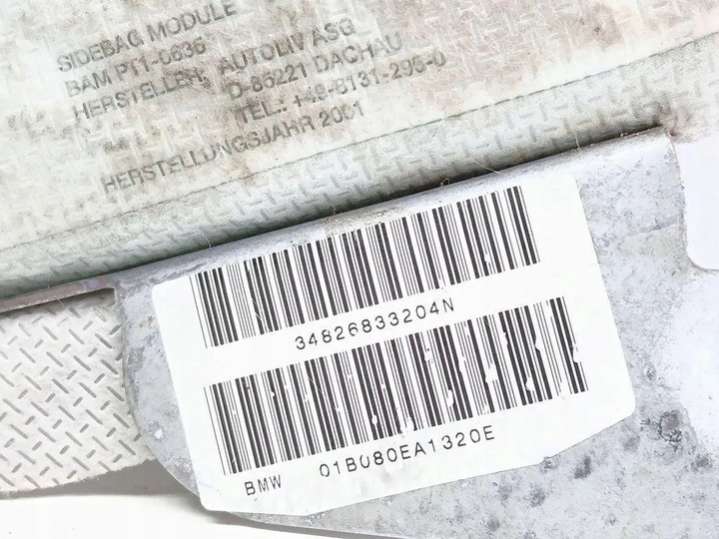 SIDEBAG MODULE
BAM PT1-0636
HERSTELLER: AUTOLIV ASG
D-85221 DACHAU
TEL.: +49-8131-295-0
HERSTELLUNGSJAHR 2001
34826833204N
01B080EA1320E
BMW